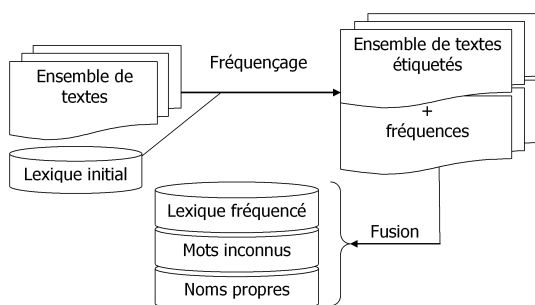 Ensemble de
textes
Lexique initial
Fréquençage
Ensemble de textes
étiquetés
+
fréquences
Fusion
Lexique fréquencé
Mots inconnus
Noms propres